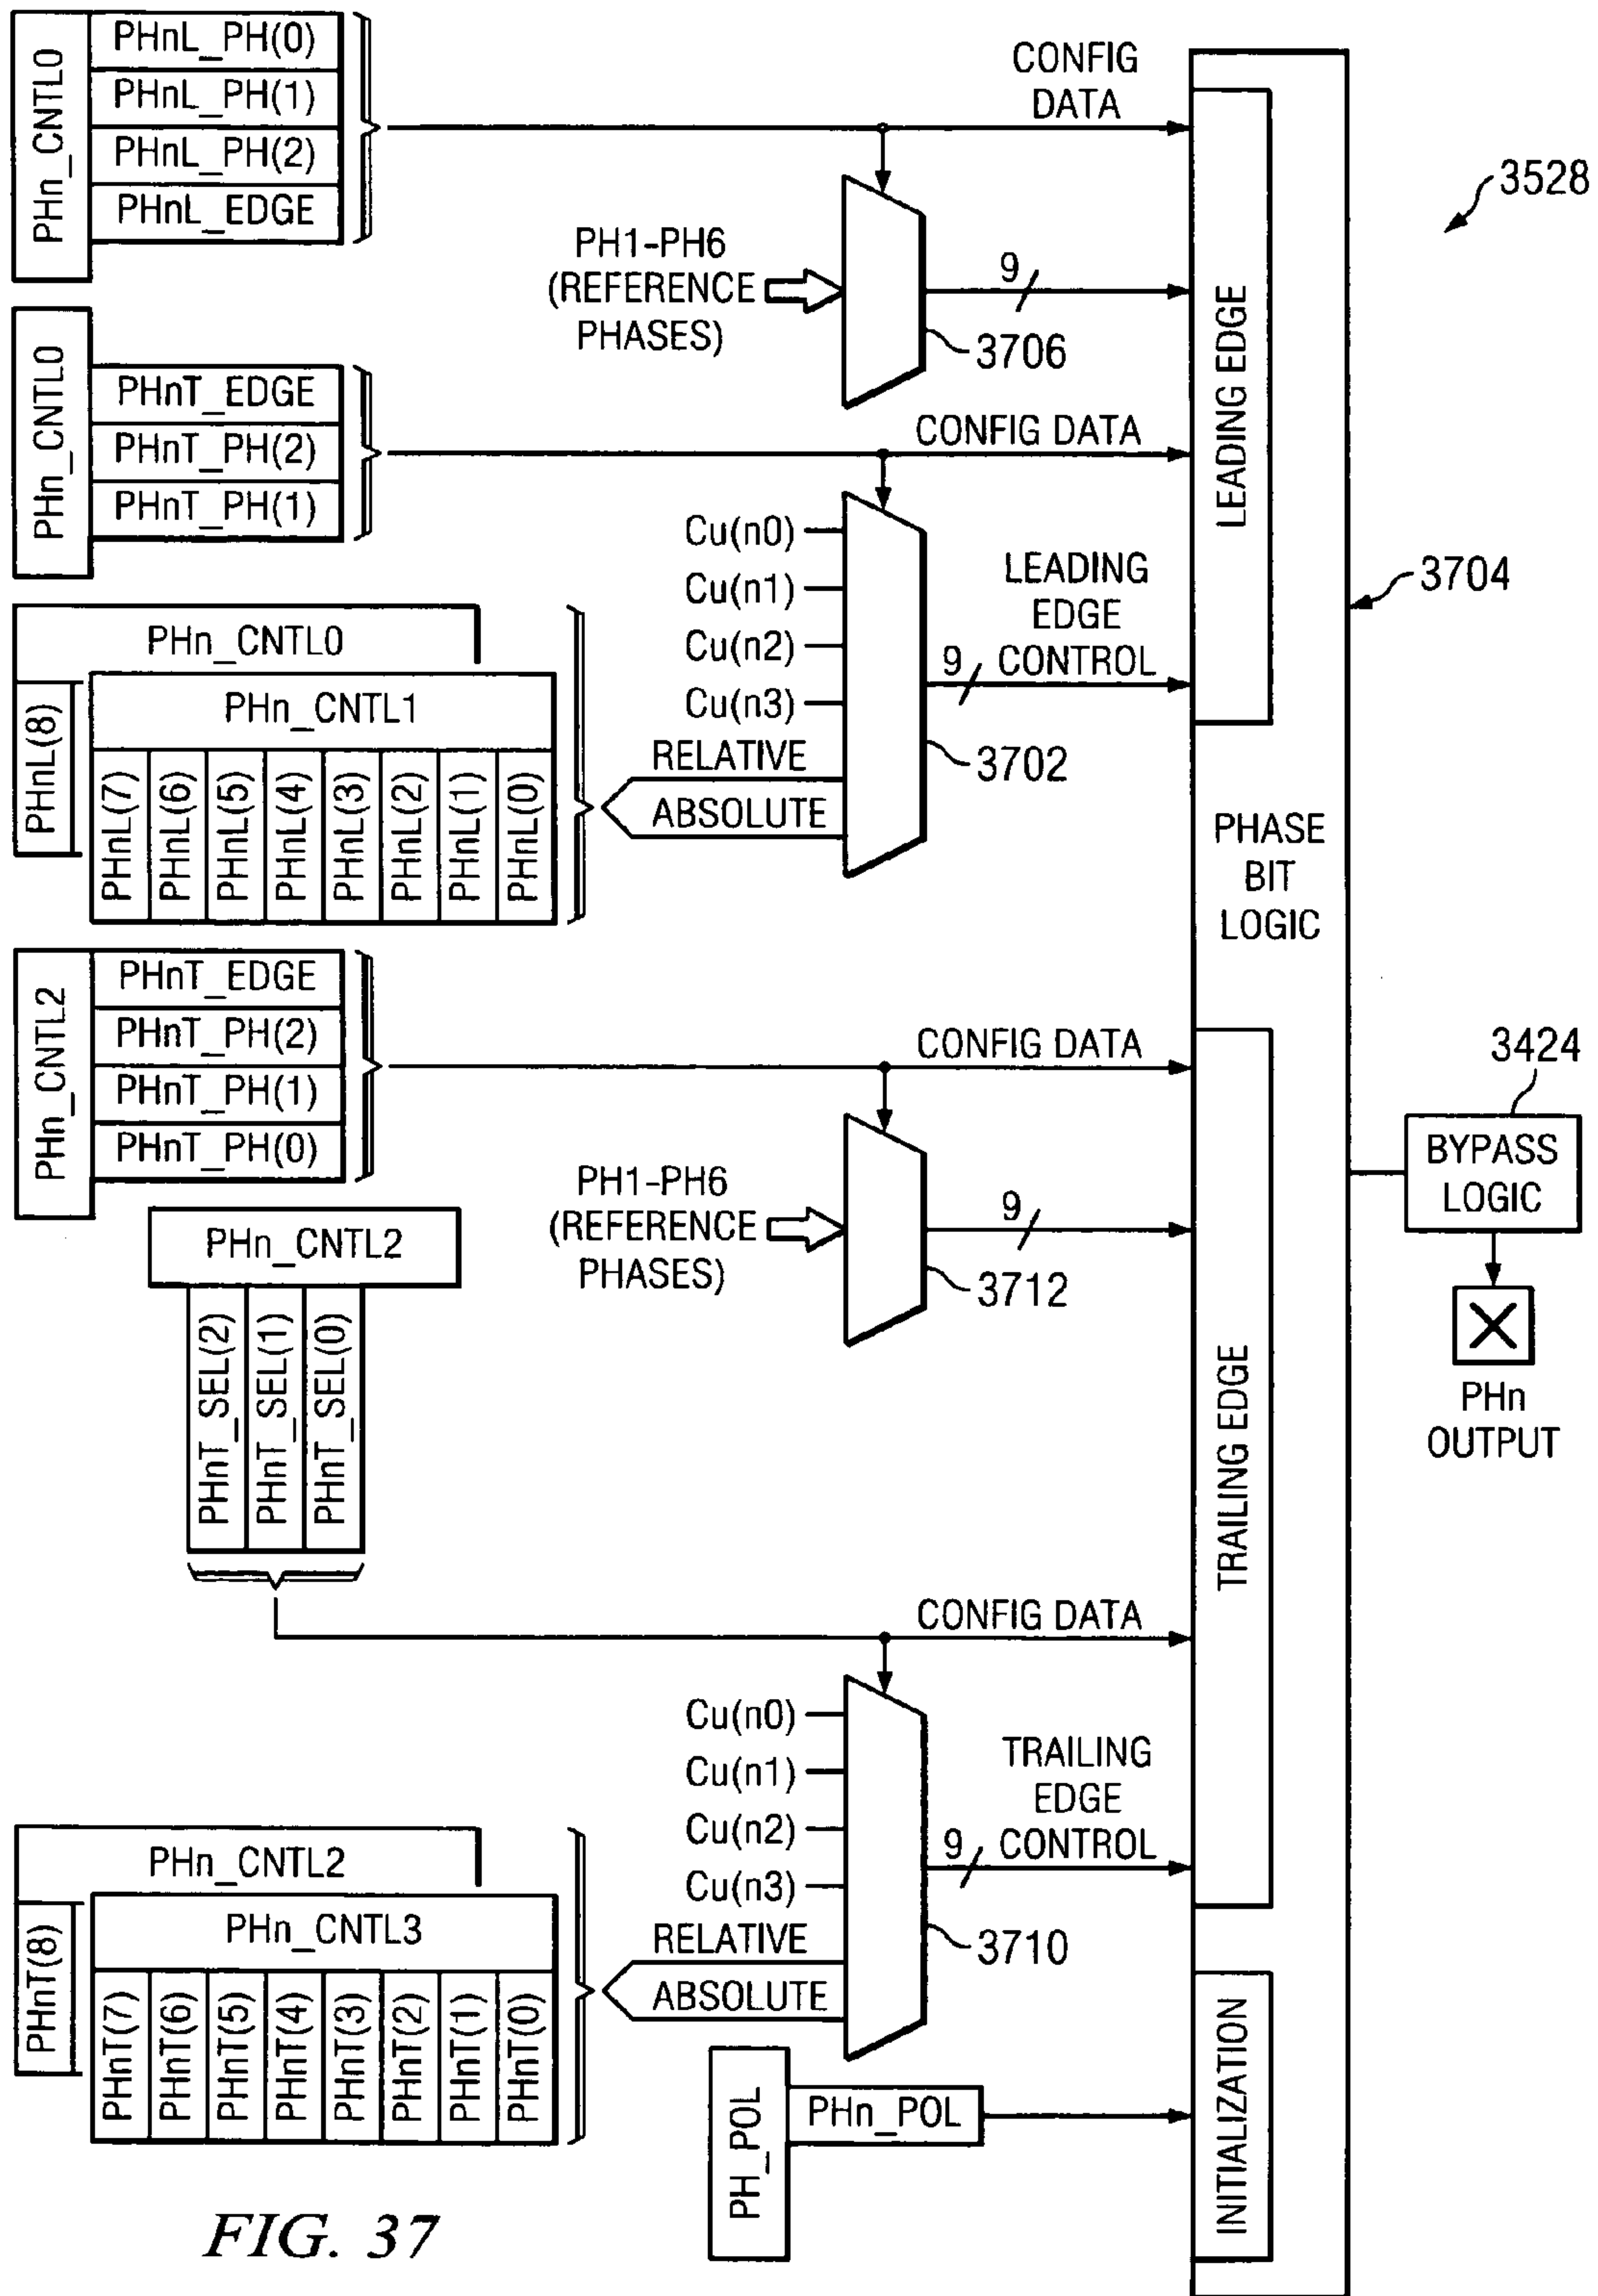 PHn_CNTL0
PHnL_PH(0)
PHnL_PH(1)
PHnL_PH(2)
PHnL_EDGE
CONFIG
DATA
3528
PH1-PH6
(REFERENCE
PHASES)
9
3706
LEADING EDGE
PHn_CNTL0
PHnT_EDGE
PHnT_PH(2)
PHnT_PH(1)
CONFIG DATA
Cu(n0)
Cu(n1)
Cu(n2)
Cu(n3)
LEADING
EDGE
9 CONTROL
3704
3702
PHn_CNTL0
PHnL(8)
PHn_CNTL1
PHnL(7)
PHnL(6)
PHnL(5)
PHnL(4)
PHnL(3)
PHnL(2)
PHnL(1)
PHnL(0)
RELATIVE
ABSOLUTE
PHASE
BIT
LOGIC
PHn_CNTL2
PHnT_EDGE
PHnT_PH(2)
PHnT_PH(1)
PHnT_PH(0)
CONFIG DATA
3424
BYPASS
LOGIC
PHn
OUTPUT
PH1-PH6
(REFERENCE
PHASES)
9
3712
TRAILING EDGE
PHn_CNTL2
PHnT_SEL(2)
PHnT_SEL(1)
PHnT_SEL(0)
CONFIG DATA
Cu(n0)
Cu(n1)
Cu(n2)
Cu(n3)
TRAILING
EDGE
9 CONTROL
3710
PHn_CNTL2
PHnT(8)
PHn_CNTL3
PHnT(7)
PHnT(6)
PHnT(5)
PHnT(4)
PHnT(3)
PHnT(2)
PHnT(1)
PHnT(0)
RELATIVE
ABSOLUTE
PH_POL
PHn_POL
INITIALIZATION
FIG. 37